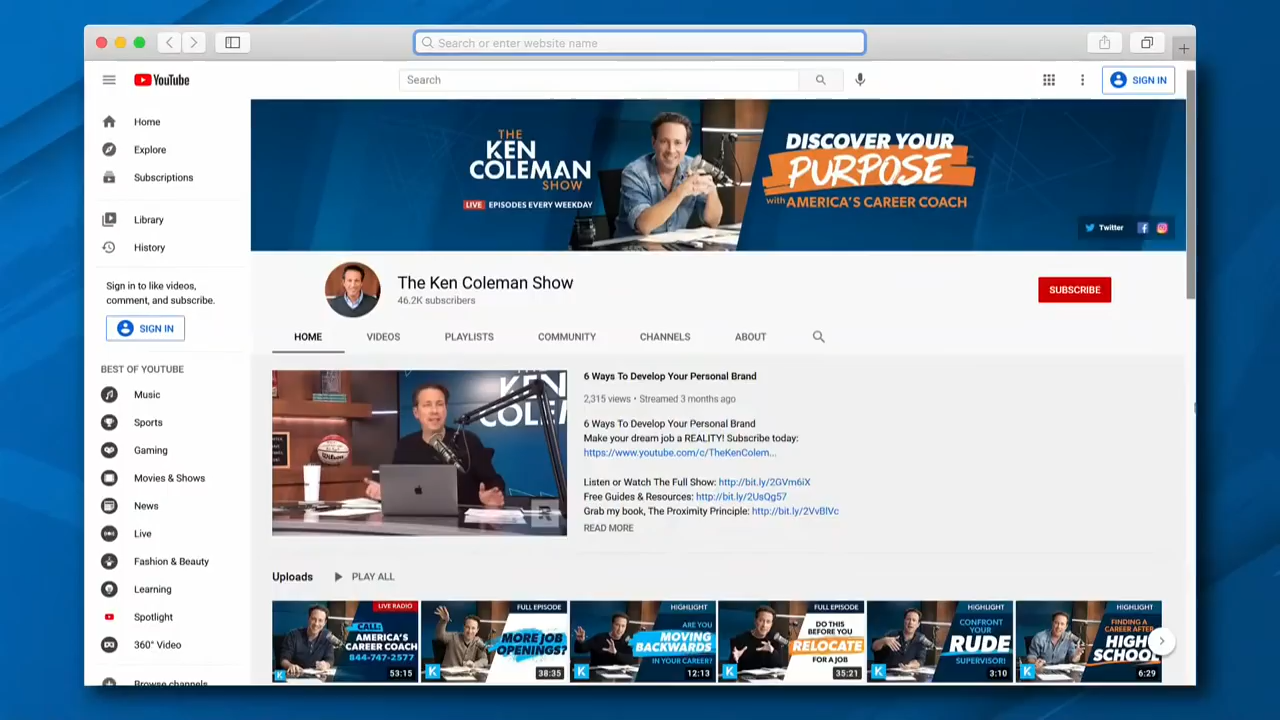 Search or enter website name
YouTube
Search
SIGN IN
Home
Explore
Subscriptions
Library
History
Sign in to like videos,
comment, and subscribe.
SIGN IN
BEST OF YOUTUBE
Music
Sports
Gaming
Movies & Shows
News
Live
Fashion & Beauty
Learning
Spotlight
360° Video
Browse channels
THE
KEN
COLEMAN
SHOW
LIVE EPISODES EVERY WEEKDAY
DISCOVER YOUR
PURPOSE
with AMERICA'S CAREER COACH
Twitter
The Ken Coleman Show
46.2K subscribers
SUBSCRIBE
HOME
VIDEOS
PLAYLISTS
COMMUNITY
CHANNELS
ABOUT
KEN
COLEM
6 Ways To Develop Your Personal Brand
2,315 views • Streamed 3 months ago
6 Ways To Develop Your Personal Brand
Make your dream job a REALITY! Subscribe today:
https://www.youtube.com/c/TheKenColem...
Listen or Watch The Full Show: http://bit.ly/2GVm6iX
Free Guides & Resources: http://bit.ly/2UsQg57
Grab my book, The Proximity Principle: http://bit.ly/2VvBlVc
READ MORE
Uploads
PLAY ALL
LIVE RADIO
CALL
AMERICA'S
CAREER COACH
844-747-2577
K
53:15
FULL EPISODE
MORE JOB
OPENINGS?
K
38:35
HIGHLIGHT
ARE YOU
MOVING
BACKWARDS
IN YOUR CAREER?
K
12:13
FULL EPISODE
DO THIS
BEFORE YOU
RELOCATE
FOR A JOB
K
35:21
HIGHLIGHT
CONFRONT
YOUR
RUDE
SUPERVISOR!
K
3:10
HIGHLIGHT
FINDING A
CAREER AFTER
HIGH
SCHOOL
K
6:29